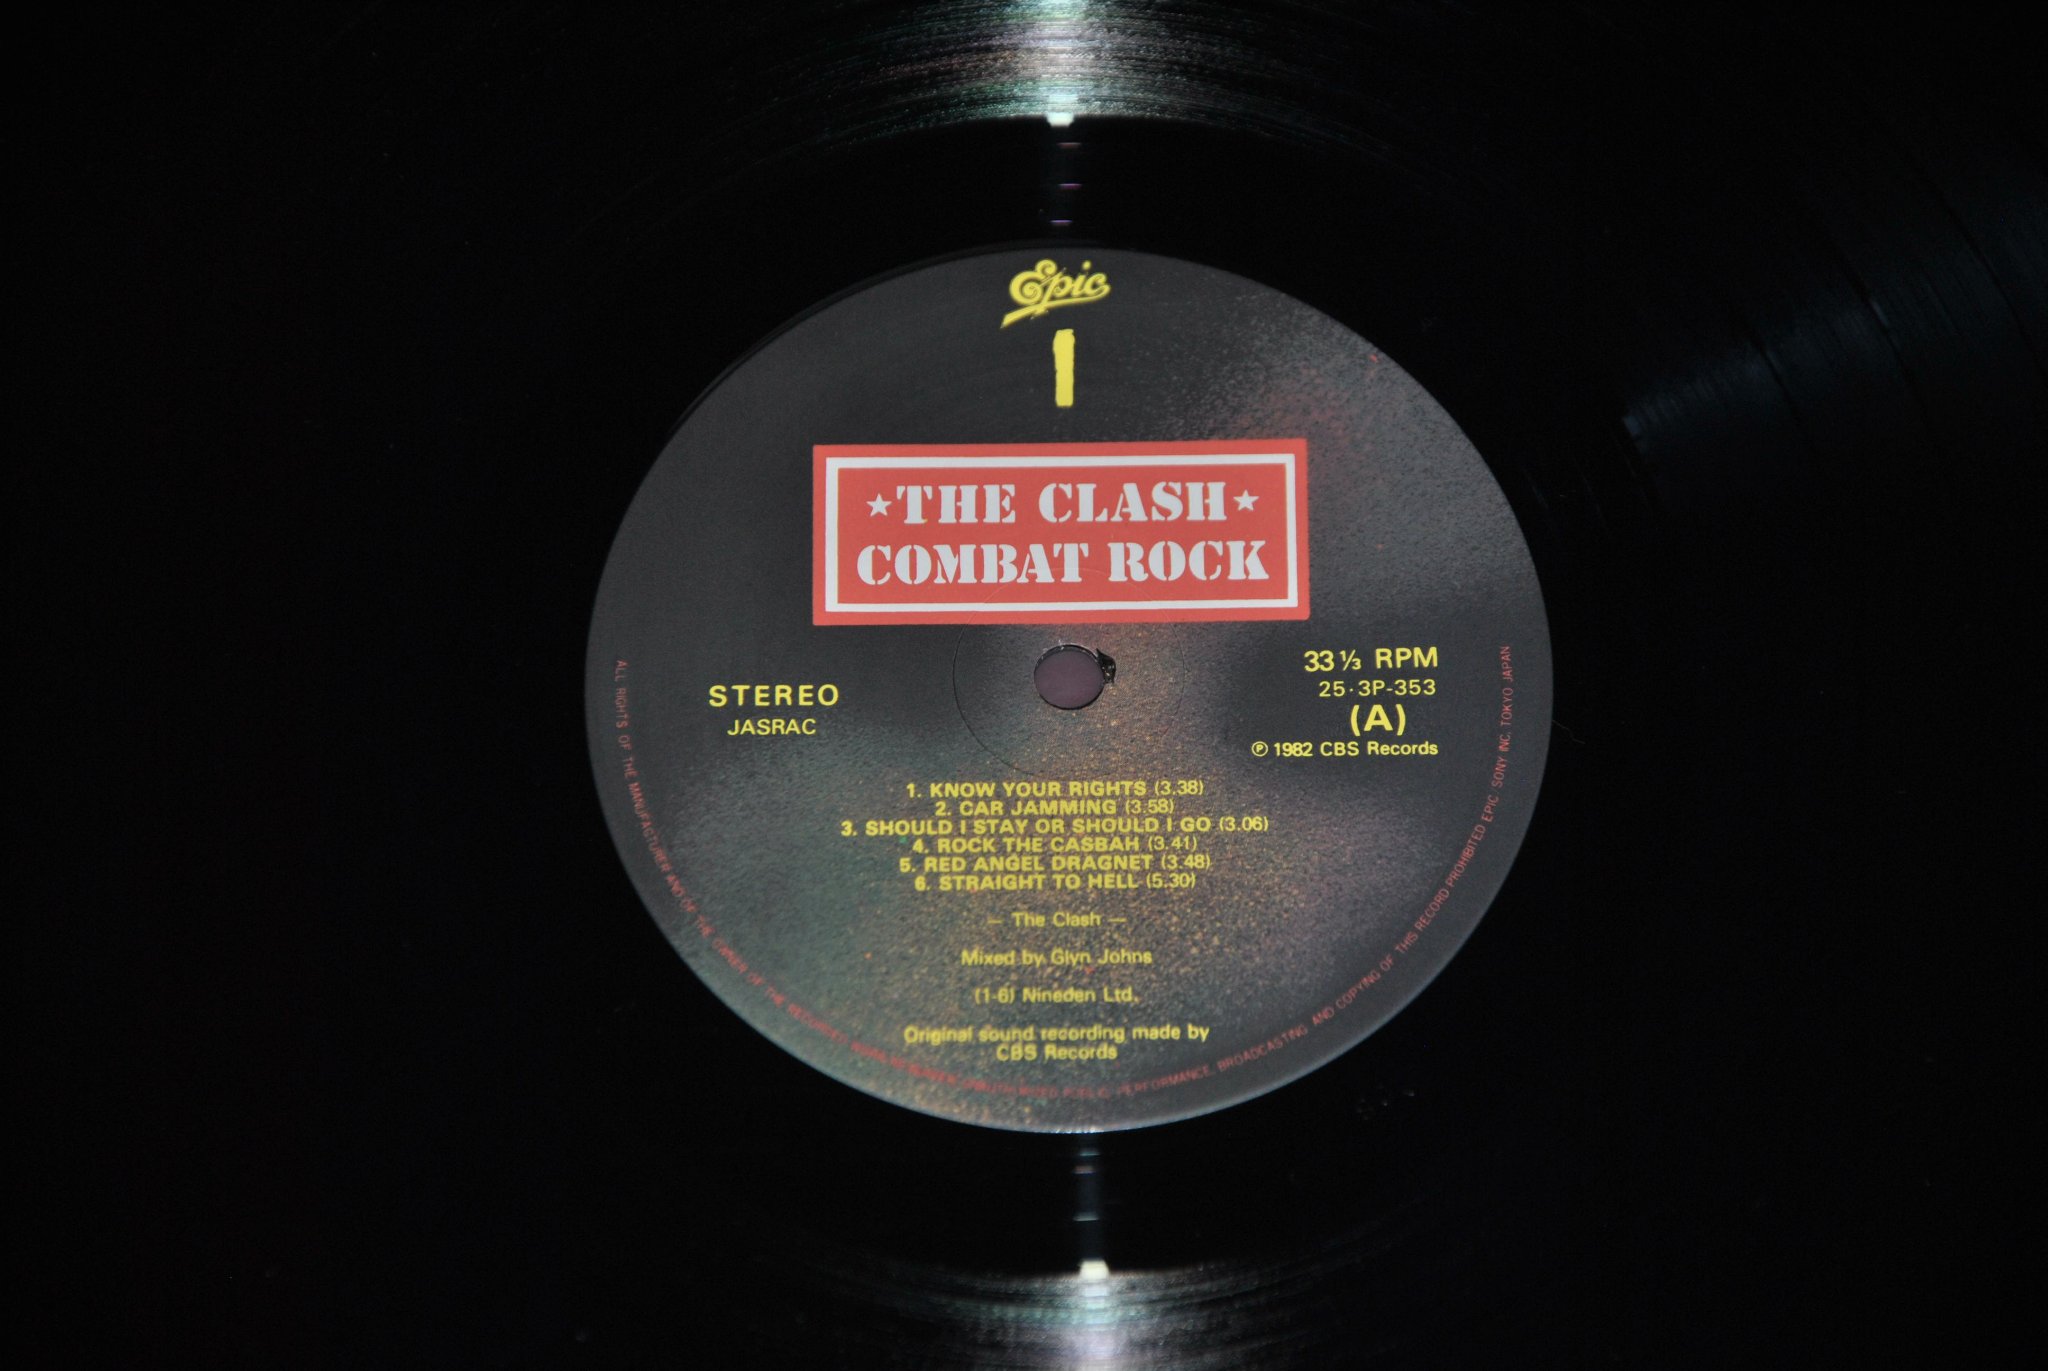 Epic
1
★THE CLASH★
COMBAT ROCK
STEREO
JASRAC
33 ⅓ RPM
25・3P-353
(A)
Ⓟ 1982 CBS Records
1. KNOW YOUR RIGHTS (3.38)
2. CAR JAMMING (3.58)
3. SHOULD I STAY OR SHOULD I GO (3.06)
4. ROCK THE CASBAH (3.41)
5. RED ANGEL DRAGNET (3.48)
6. STRAIGHT TO HELL (5.30)
— The Clash —
Mixed by Glyn Johns
(1-6) Nineden Ltd.
Original sound recording made by
CBS Records
ALL RIGHTS OF THE MANUFACTURER AND OF THE OWNER OF THE RECORDED WORK RESERVED. UNAUTHORIZED PUBLIC PERFORMANCE, BROADCASTING AND COPYING OF THIS RECORD PROHIBITED EPIC SONY INC. TOKYO JAPAN